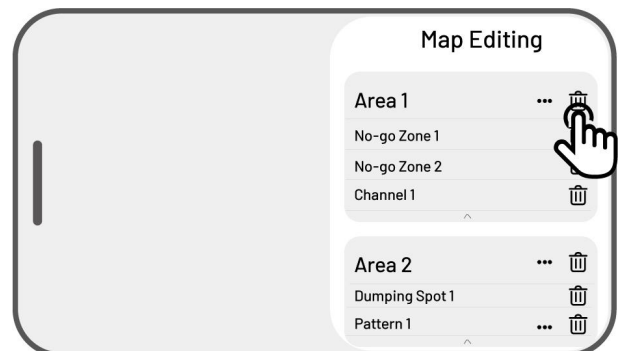 Map Editing
Area 1
No-go Zone 1
No-go Zone 2
Channel 1
Area 2
Dumping Spot 1
Pattern 1